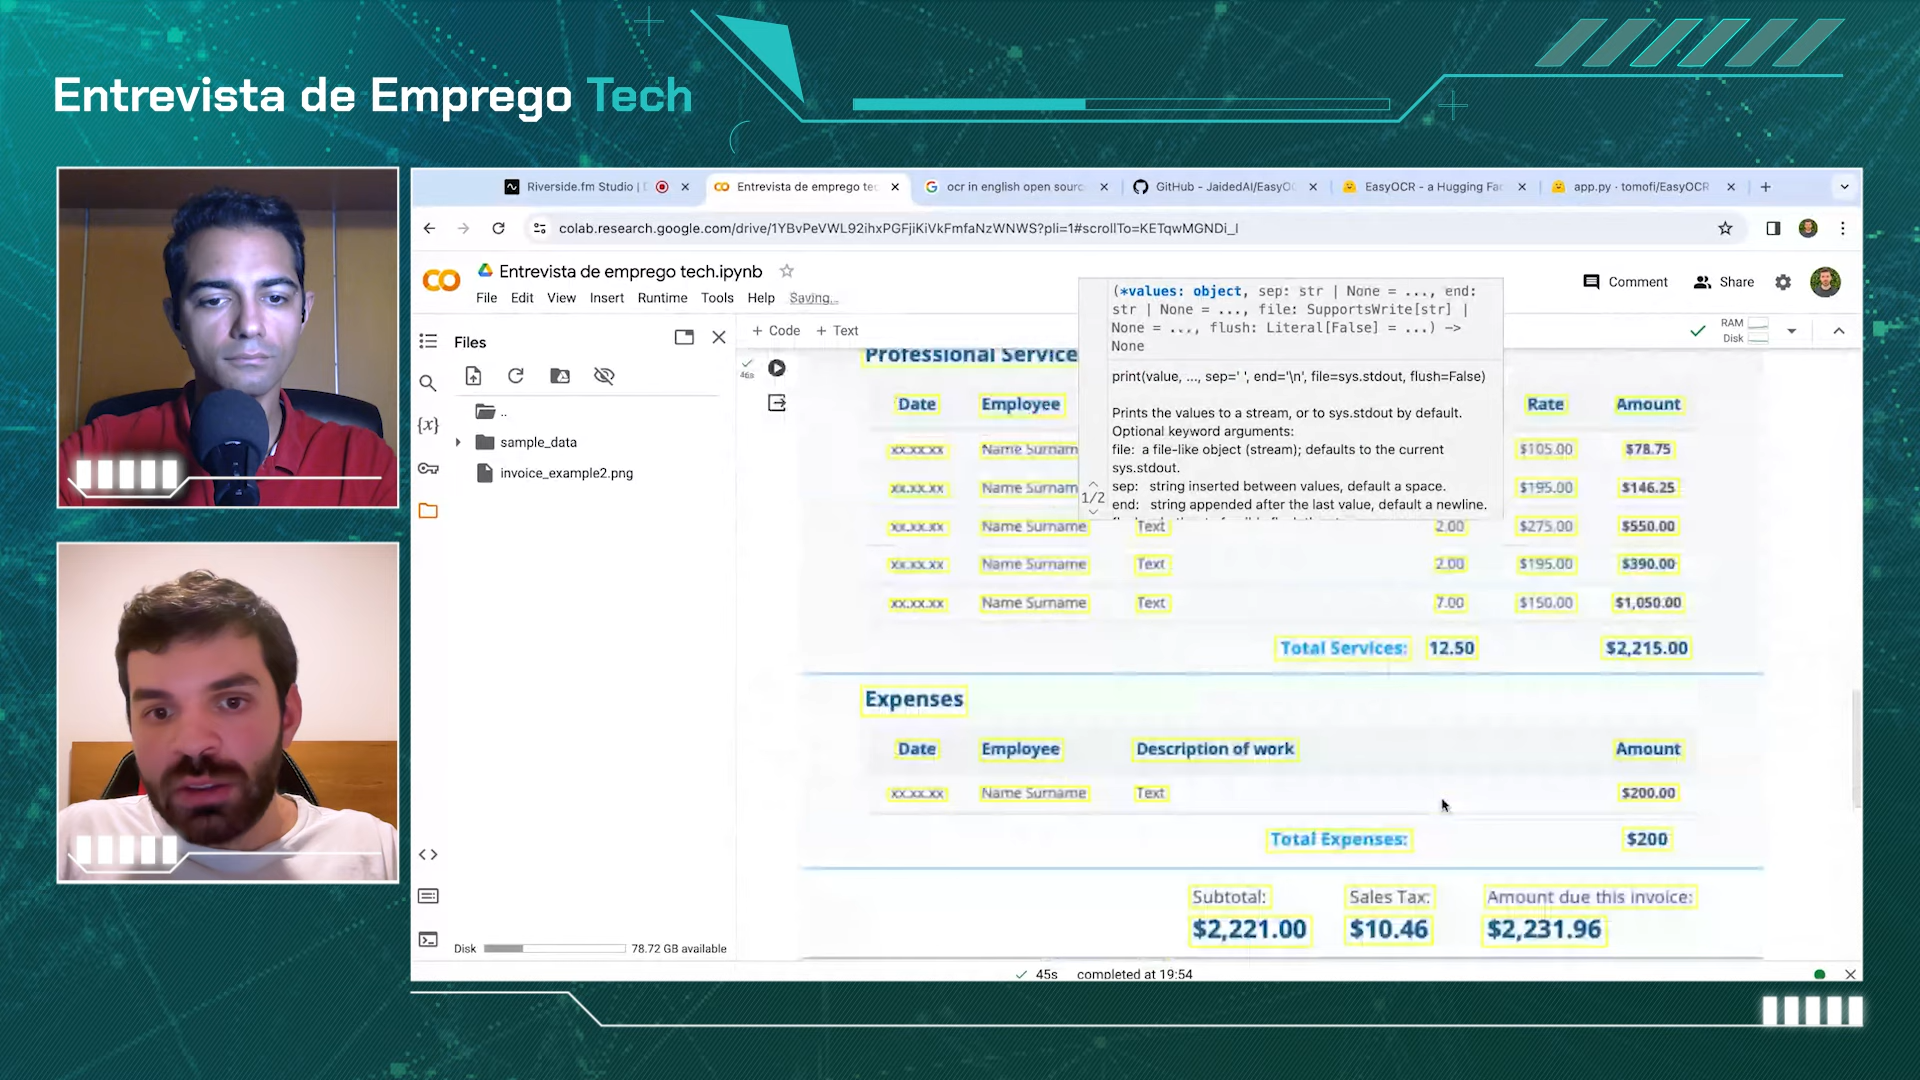 Entrevista de Emprego Tech
Riverside.fm Studio |
Entrevista de emprego tec
ocr in english open sourc
GitHub - JaidedAI/EasyOC
EasyOCR - a Hugging Fac
app.py · tomofi/EasyOCR
colab.research.google.com/drive/1YBvPeVWL92ihxPGFjiKiVkFmfaNzWNWS?pli=1#scrollTo=KETqwMGNDi_I
CO
Entrevista de emprego tech.ipynb
File Edit View Insert Runtime Tools Help Saving...
Comment Share
Files
+ Code + Text
RAM
Disk
..
sample_data
invoice_example2.png
{x}
46s
(*values: object, sep: str | None = ..., end:
str | None = ..., file: SupportsWrite[str] |
None = ..., flush: Literal[False] = ...) ->
None
print(value, ..., sep=' ', end='\n', file=sys.stdout, flush=False)
Prints the values to a stream, or to sys.stdout by default.
Optional keyword arguments:
file: a file-like object (stream); defaults to the current
sys.stdout.
sep: string inserted between values, default a space.
end: string appended after the last value, default a newline.
1/2
Professional Service
Date Employee Rate Amount
xx.xx.xx Name Surnam $105.00 $78.75
xx.xx.xx Name Surnam $195.00 $146.25
xx.xx.xx Name Surname Text 2.00 $275.00 $550.00
xx.xx.xx Name Surname Text 2.00 $195.00 $390.00
xx.xx.xx Name Surname Text 7.00 $150.00 $1,050.00
Total Services: 12.50 $2,215.00
Expenses
Date Employee Description of work Amount
xx.xx.xx Name Surname Text $200.00
Total Expenses: $200
Subtotal: Sales Tax: Amount due this invoice:
$2,221.00 $10.46 $2,231.96
Disk 78.72 GB available
45s completed at 19:54